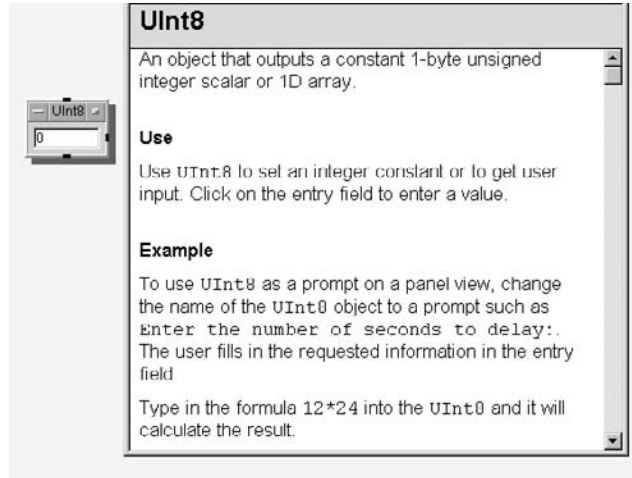 UInt8
An object that outputs a constant 1-byte unsigned
integer scalar or 1D array.
UInt8
0
Use
Use UInt8 to set an integer constant or to get user
input. Click on the entry field to enter a value.
Example
To use UInt8 as a prompt on a panel view, change
the name of the UInt8 object to a prompt such as
Enter the number of seconds to delay:.
The user fills in the requested information in the entry
field
Type in the formula 12*24 into the UInt8 and it will
calculate the result.